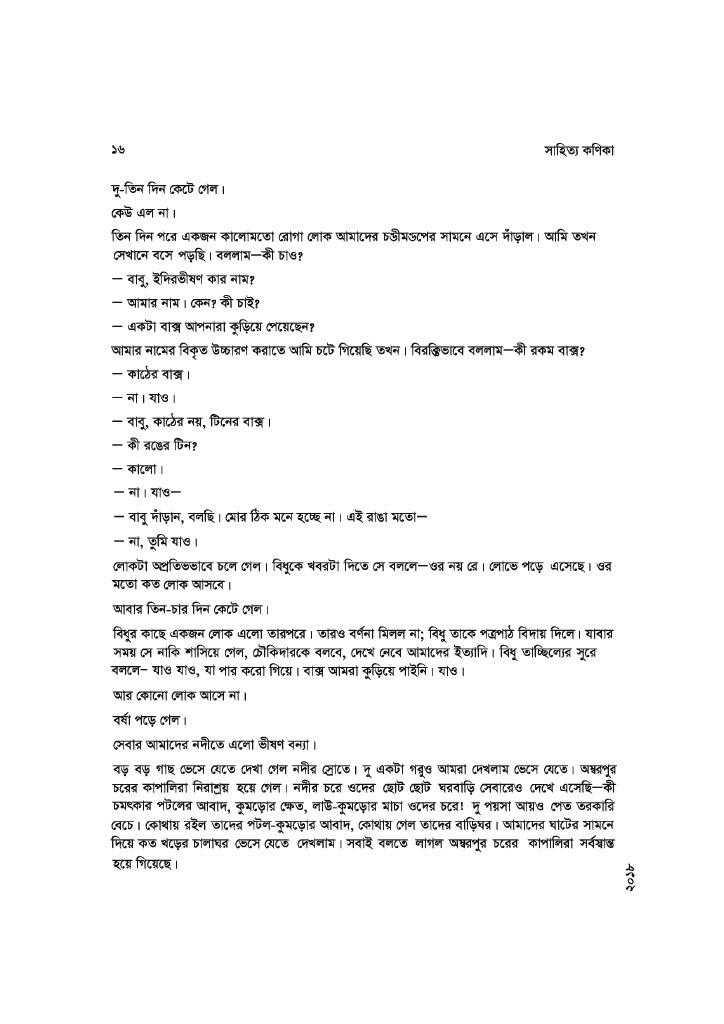 ১৬ সাহিত্য কণিকা
দু-তিন দিন কেটে গেল।
কেউ এল না।
তিন দিন পরে একজন কালোমতো রোগা লোক আমাদের চণ্ডীমণ্ডপের সামনে এসে দাঁড়াল। আমি তখন
সেখানে বসে পড়ছি। বললাম—কী চাও?
— বাবু, ইদিরভীষণ কার নাম?
— আমার নাম। কেন? কী চাই?
— একটা বাক্স আপনারা কুড়িয়ে পেয়েছেন?
আমার নামের বিকৃত উচ্চারণ করাতে আমি চটে গিয়েছি তখন। বিরক্তিভাবে বললাম—কী রকম বাক্স?
— কাঠের বাক্স।
— না। যাও।
— বাবু, কাঠের নয়, টিনের বাক্স।
— কী রঙের টিন?
— কালো।
— না। যাও—
— বাবু দাঁড়ান, বলছি। মোর ঠিক মনে হচ্ছে না। এই রাঙা মতো—
— না, তুমি যাও।
লোকটা অপ্রতিভভাবে চলে গেল। বিধুকে খবরটা দিতে সে বললে—ওর নয় রে। লোভে পড়ে এসেছে। ওর
মতো কত লোক আসবে।
আবার তিন-চার দিন কেটে গেল।
বিধুর কাছে একজন লোক এলো তারপরে। তারও বর্ণনা মিলল না; বিধু তাকে পত্রপাঠ বিদায় দিলে। যাবার
সময় সে নাকি শাসিয়ে গেল, চৌকিদারকে বলবে, দেখে নেবে আমাদের ইত্যাদি। বিধু তাচ্ছিল্যের সুরে
বললে– যাও যাও, যা পার করো গিয়ে। বাক্স আমরা কুড়িয়ে পাইনি। যাও।
আর কোনো লোক আসে না।
বর্ষা পড়ে গেল।
সেবার আমাদের নদীতে এলো ভীষণ বন্যা।
বড় বড় গাছ ভেসে যেতে দেখা গেল নদীর স্রোতে। দু একটা গরুও আমরা দেখলাম ভেসে যেতে। অম্বরপুর
চরের কাপালিরা নিরাশ্রয় হয়ে গেল। নদীর চরে ওদের ছোট ছোট ঘরবাড়ি সেবারেও দেখে এসেছি—কী
চমৎকার পটলের আবাদ, কুমড়োর ক্ষেত, লাউ-কুমড়োর মাচা ওদের চরে! দু পয়সা আয়ও পেত তরকারি
বেচে। কোথায় রইল তাদের পটল-কুমড়োর আবাদ, কোথায় গেল তাদের বাড়িঘর। আমাদের ঘাটের সামনে
দিয়ে কত খড়ের চালাঘর ভেসে যেতে দেখলাম। সবাই বলতে লাগল অম্বরপুর চরের কাপালিরা সর্বস্বান্ত
হয়ে গিয়েছে।
২০১৮